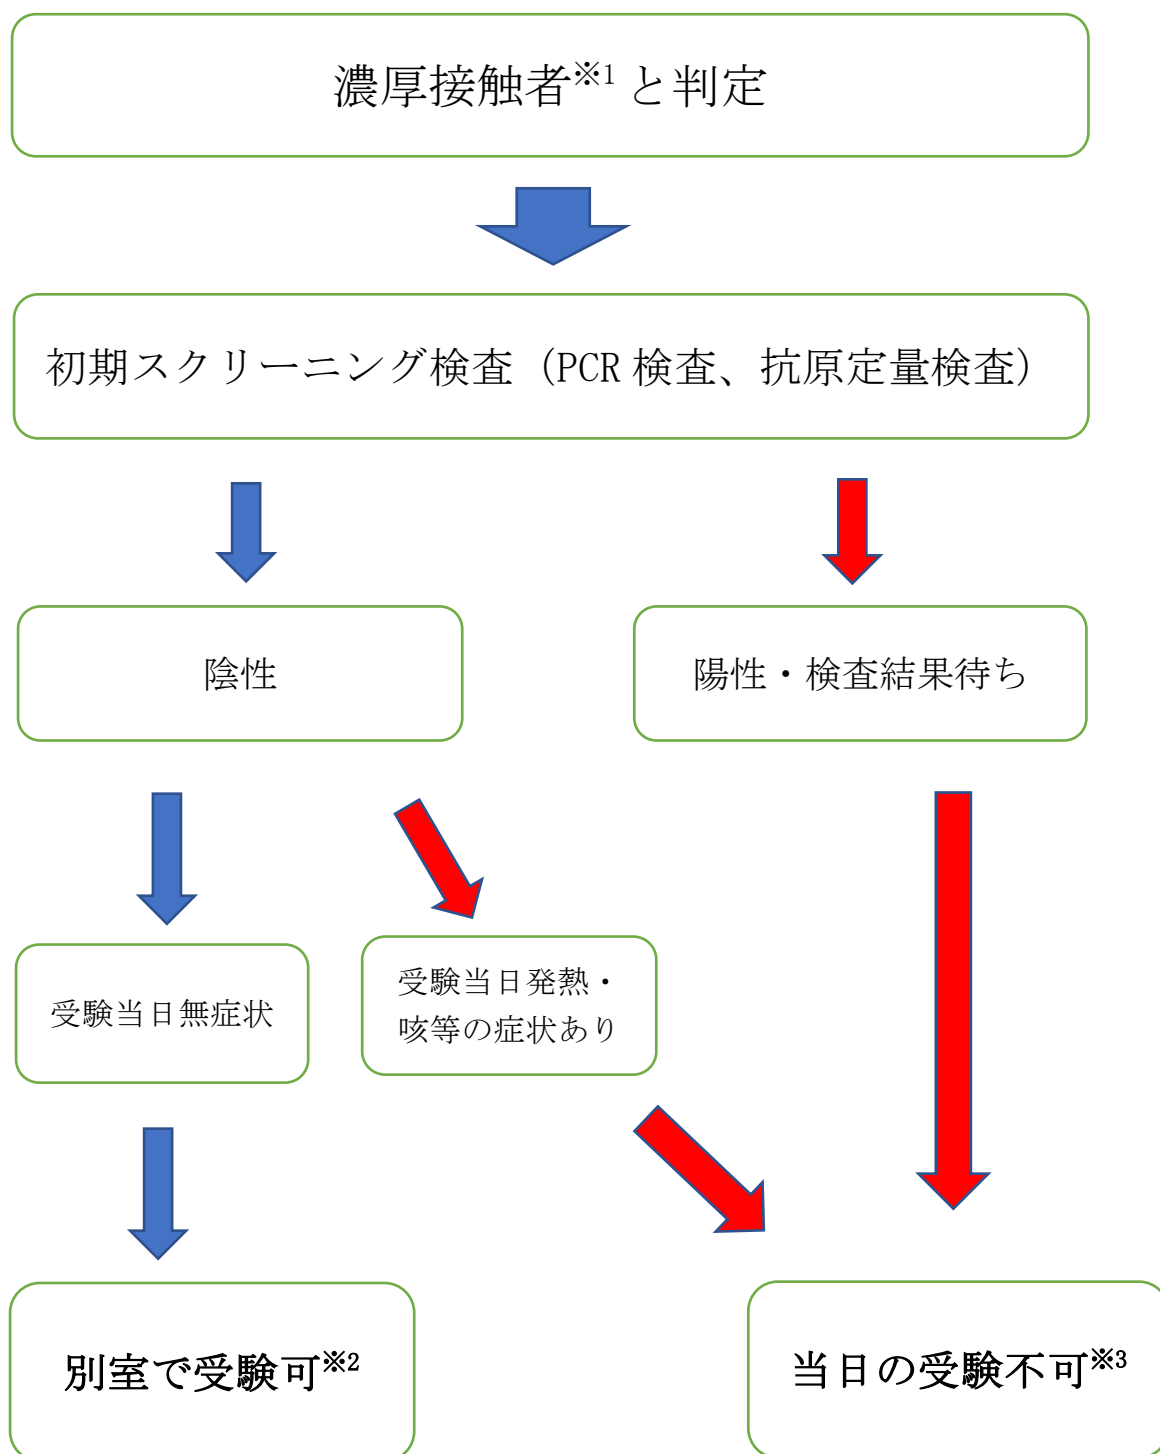 濃厚接触者※1 と判定
初期スクリーニング検査（PCR 検査、抗原定量検査）
陰性
陽性・検査結果待ち
受験当日無症状
受験当日発熱・
咳等の症状あり
別室で受験可※2
当日の受験不可※3